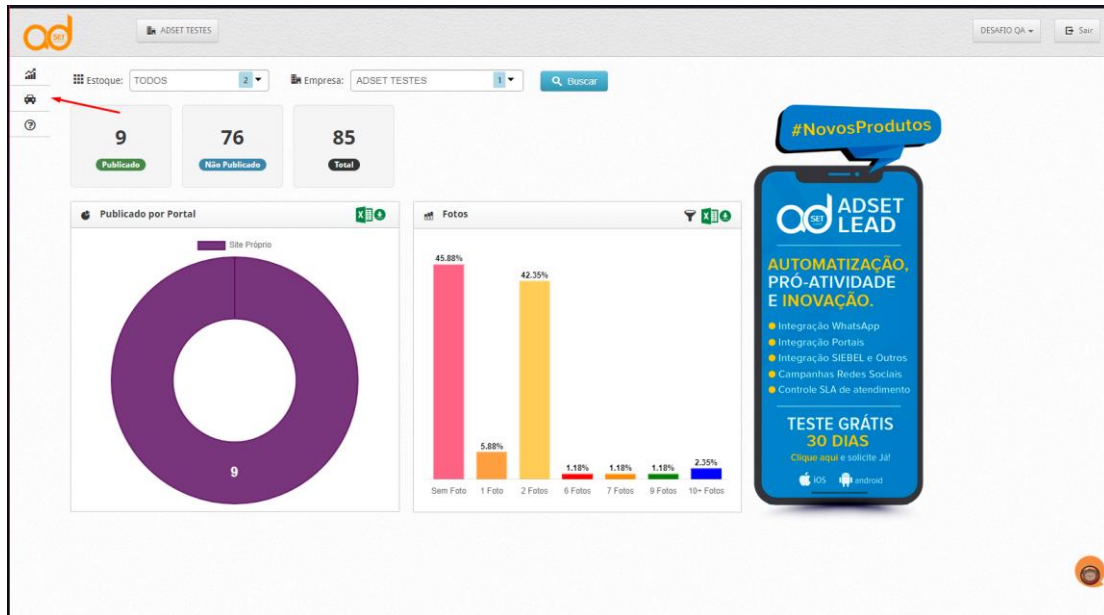 ad SET
ADSET TESTES
DESAFIO QA
Sair
Estoque: TODOS 2
Empresa: ADSET TESTES 1
Buscar
9
Publicado
76
Não Publicado
85
Total
Publicado por Portal
Site Próprio
9
Fotos
45.88%
5.88%
42.35%
1.18%
1.18%
1.18%
2.35%
Sem Foto
1 Foto
2 Fotos
6 Fotos
7 Fotos
9 Fotos
10+ Fotos
#NovosProdutos
ad SET
ADSET
LEAD
AUTOMATIZAÇÃO,
PRÓ-ATIVIDADE
E INOVAÇÃO.
Integração WhatsApp
Integração Portais
Integração SIEBEL e Outros
Campanhas Redes Sociais
Controle SLA de atendimento
TESTE GRÁTIS
30 DIAS
Clique aqui e solicite Já!
iOS android